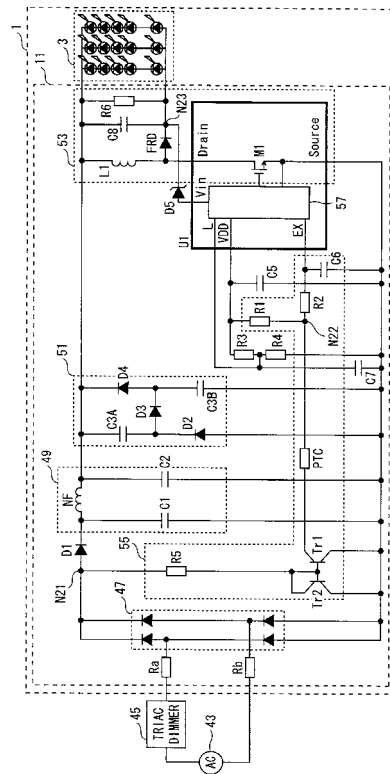 1
11
3
53
R6
C8
N23
L1
FRD
Drain
M1
Source
D5
Vin
57
U1
L
VDD
EX
C5
C6
R1
R2
N22
R3
R4
C7
51
D4
C3A
D3
C3B
D2
49
NF
C2
C1
PTC
D1
55
N21
R5
Tr1
Tr2
47
Ra
Rb
45
TRIAC
DIMMER
43
AC